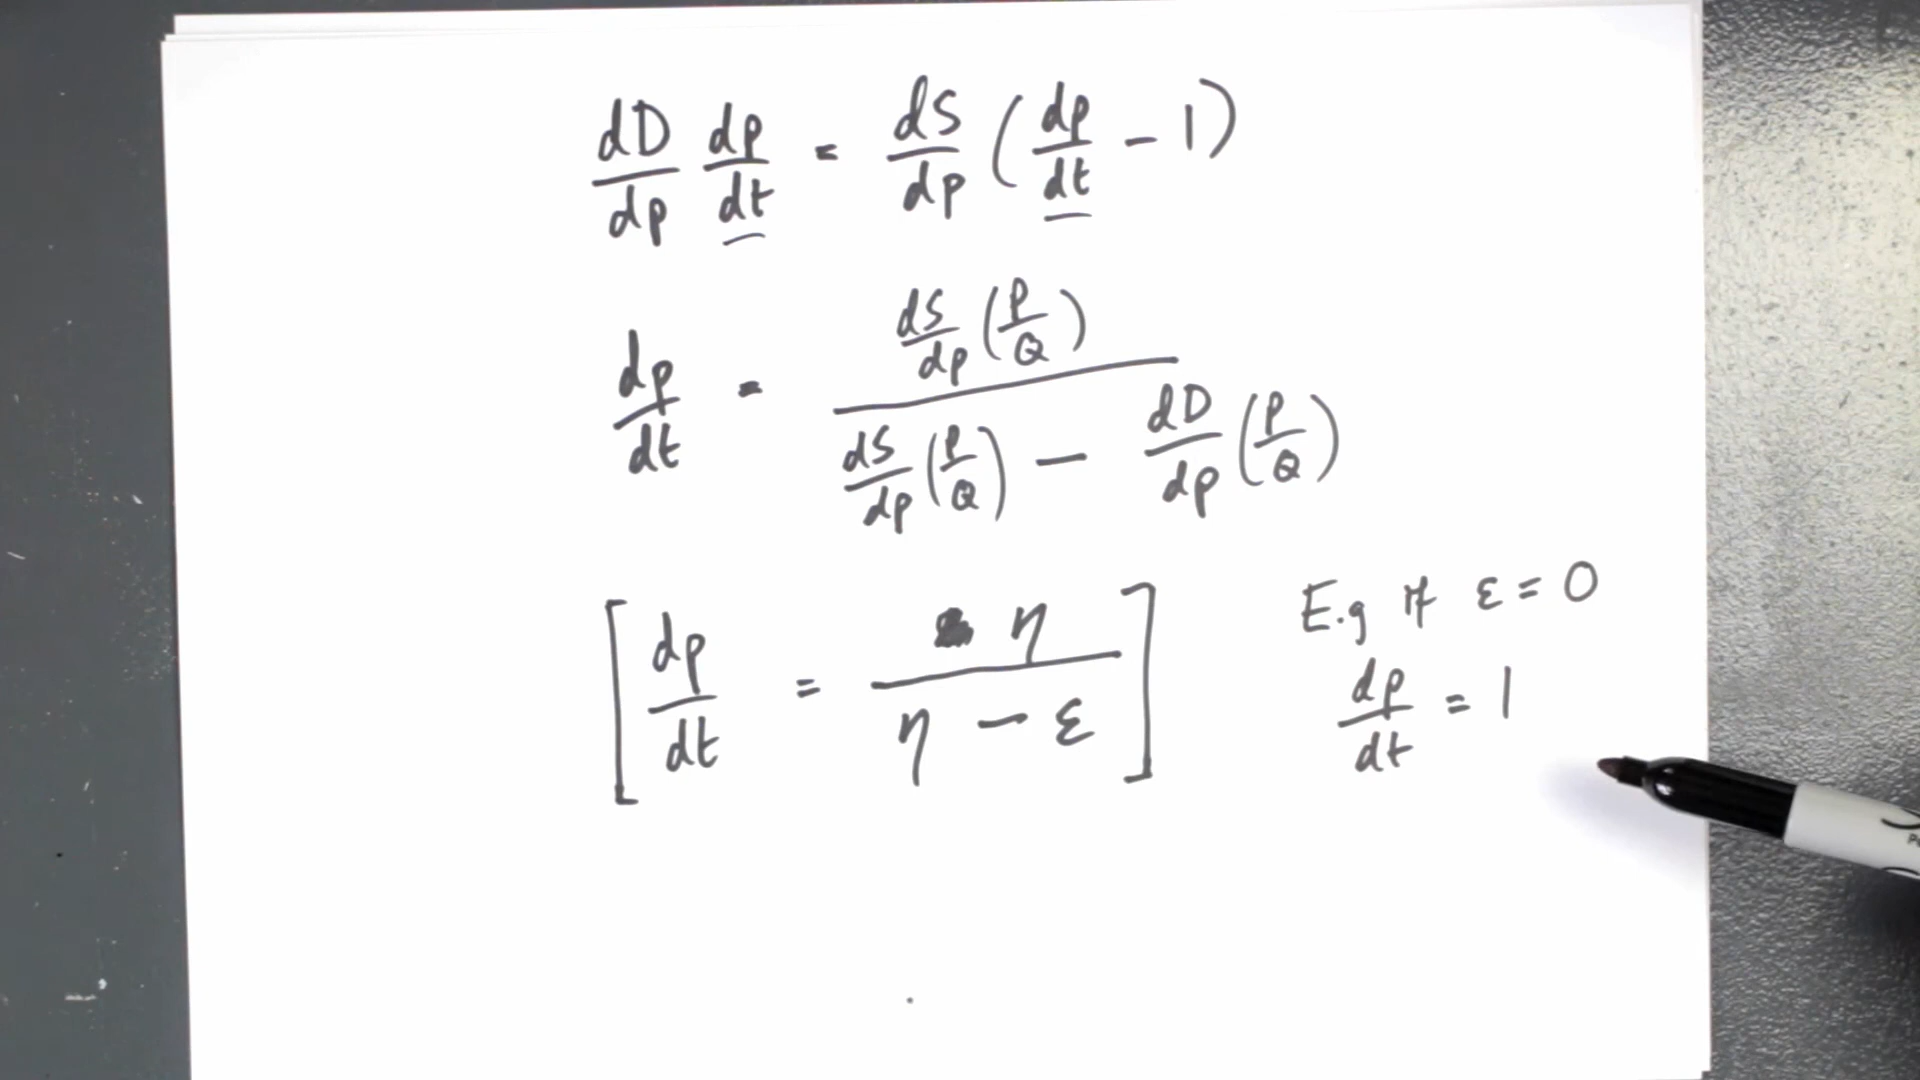 dD/dp dp/dt = dS/dp (dp/dt - 1)
dp/dt = dS/dp (P/Q) / dS/dp (P/Q) - dD/dp (P/Q)
[dp/dt = η / η - ε]
E.g if ε = 0
dp/dt = 1